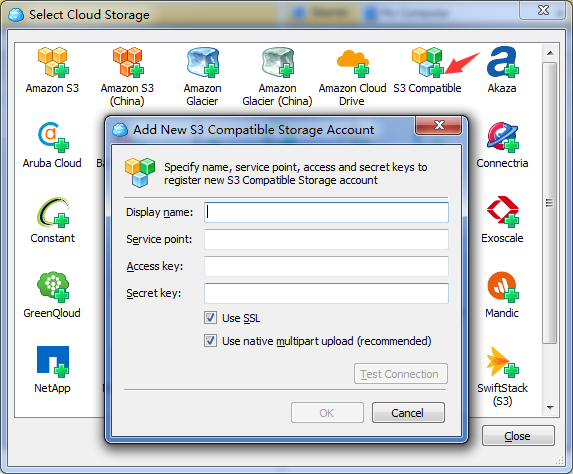 Select Cloud Storage
Amazon S3
Amazon S3
(China)
Amazon
Glacier
Amazon
Glacier (China)
Amazon Cloud
Drive
S3 Compatible
Akaza
Aruba Cloud
Connectria
Constant
Exoscale
GreenQloud
Mandic
NetApp
SwiftStack
(S3)
Add New S3 Compatible Storage Account
Specify name, service point, access and secret keys to
register new S3 Compatible Storage account
Display name:
Service point:
Access key:
Secret key:
Use SSL
Use native multipart upload (recommended)
Test Connection
OK
Cancel
Close